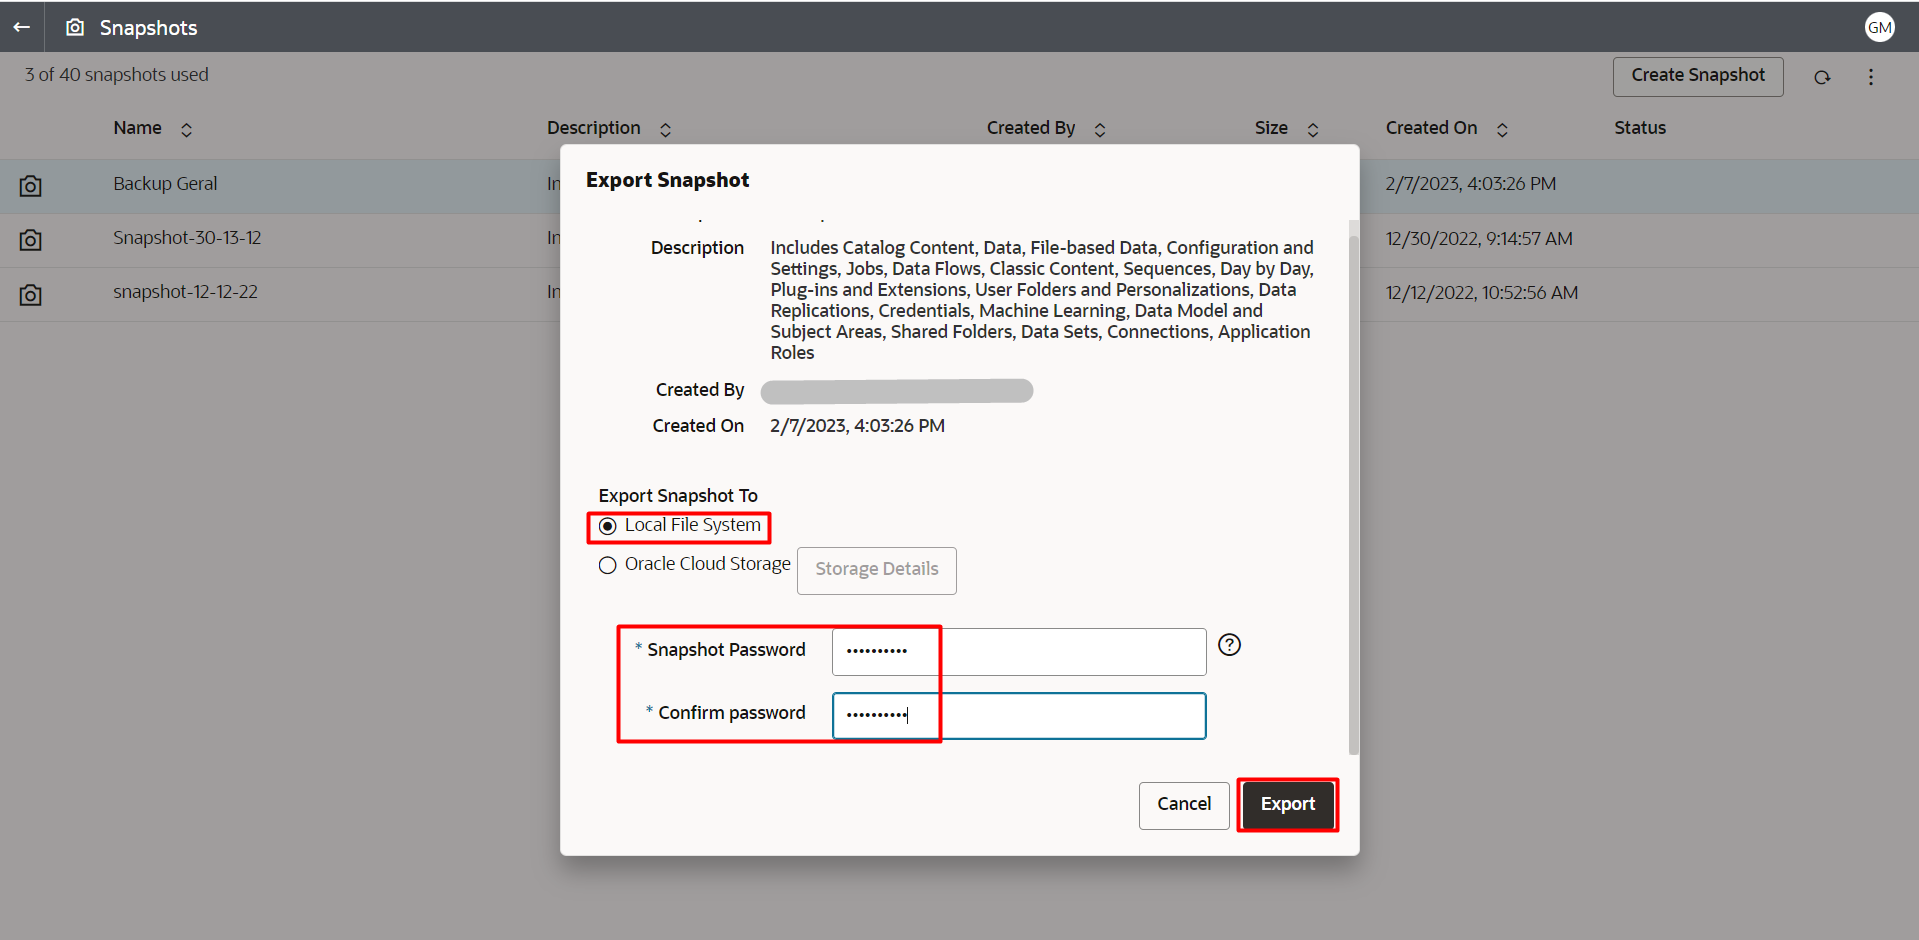 Snapshots
GM
3 of 40 snapshots used
Create Snapshot
Name
Description
Created By
Size
Created On
Status
Backup Geral
In
2/7/2023, 4:03:26 PM
Snapshot-30-13-12
In
12/30/2022, 9:14:57 AM
snapshot-12-12-22
In
12/12/2022, 10:52:56 AM
Export Snapshot
Description
Includes Catalog Content, Data, File-based Data, Configuration and
Settings, Jobs, Data Flows, Classic Content, Sequences, Day by Day,
Plug-ins and Extensions, User Folders and Personalizations, Data
Replications, Credentials, Machine Learning, Data Model and
Subject Areas, Shared Folders, Data Sets, Connections, Application
Roles
Created By
Created On
2/7/2023, 4:03:26 PM
Export Snapshot To
Local File System
Oracle Cloud Storage
Storage Details
* Snapshot Password
••••••••••
?
* Confirm password
••••••••••
Cancel
Export